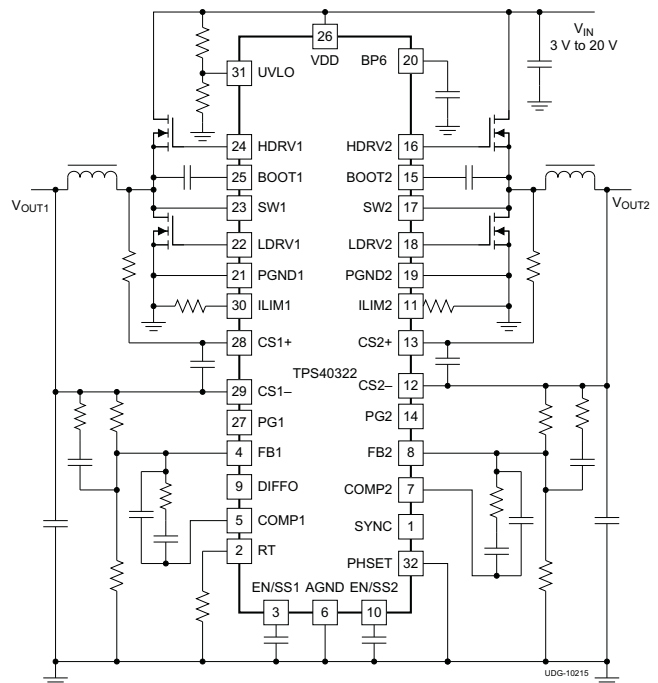 VIN
3 V to 20 V
26
VDD
BP6
20
31
UVLO
24
HDRV1
HDRV2
16
25
BOOT1
BOOT2
15
VOUT1
23
SW1
SW2
17
VOUT2
22
LDRV1
LDRV2
18
21
PGND1
PGND2
19
30
ILIM1
ILIM2
11
28
CS1+
CS2+
13
TPS40322
29
CS1–
CS2–
12
27
PG1
PG2
14
4
FB1
FB2
8
9
DIFFO
COMP2
7
5
COMP1
SYNC
1
2
RT
PHSET
32
EN/SS1
AGND
EN/SS2
3
6
10
UDG-10215